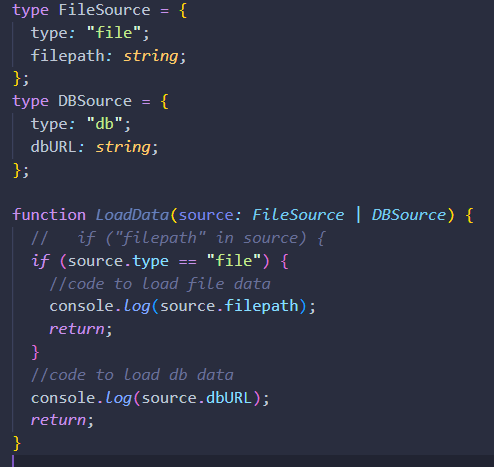 type FileSource = {
  type: "file";
  filepath: string;
};
type DBSource = {
  type: "db";
  dbURL: string;
};

function LoadData(source: FileSource | DBSource) {
  //   if ("filepath" in source) {
  if (source.type == "file") {
    //code to load file data
    console.log(source.filepath);
    return;
  }
  //code to load db data
  console.log(source.dbURL);
  return;
}